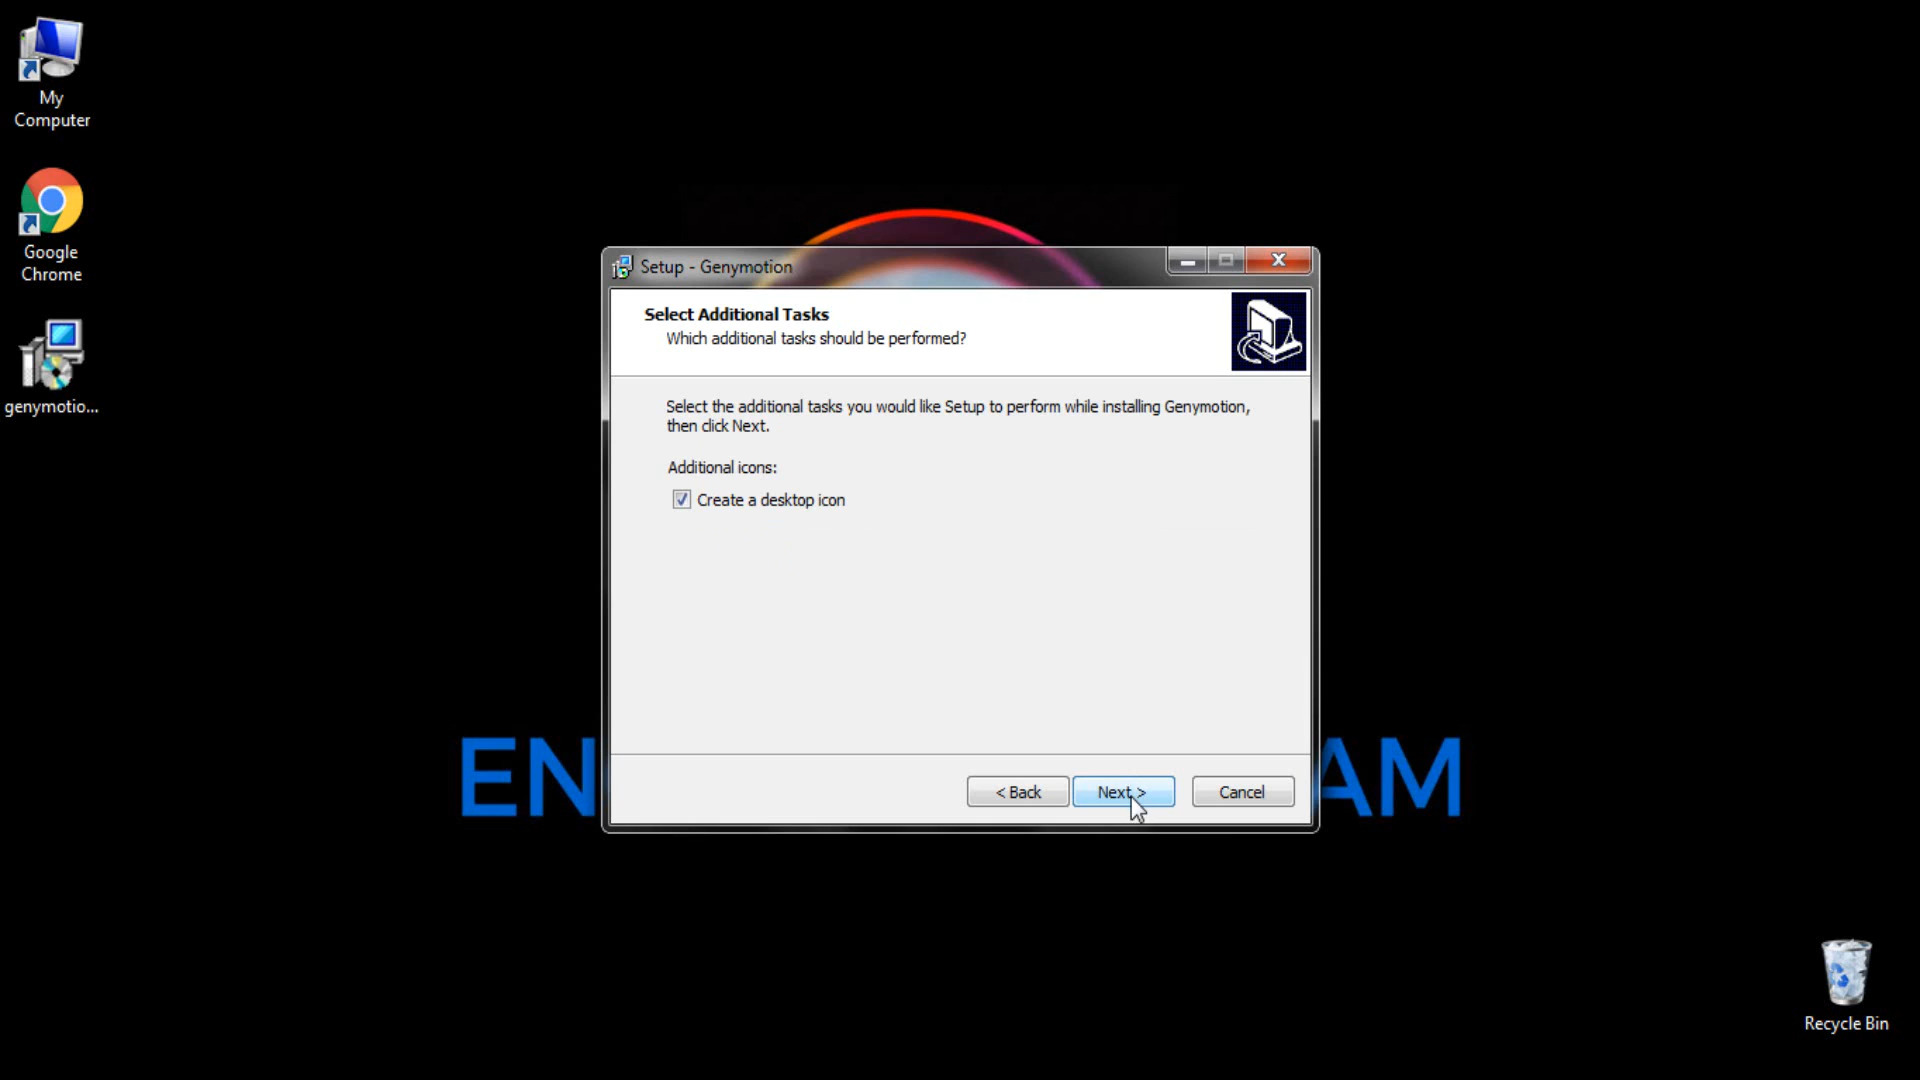 My
Computer
Google
Chrome
genymotio...
Setup - Genymotion
Select Additional Tasks
Which additional tasks should be performed?
Select the additional tasks you would like Setup to perform while installing Genymotion,
then click Next.
Additional icons:
Create a desktop icon
< Back
Next >
Cancel
EN
AM
Recycle Bin